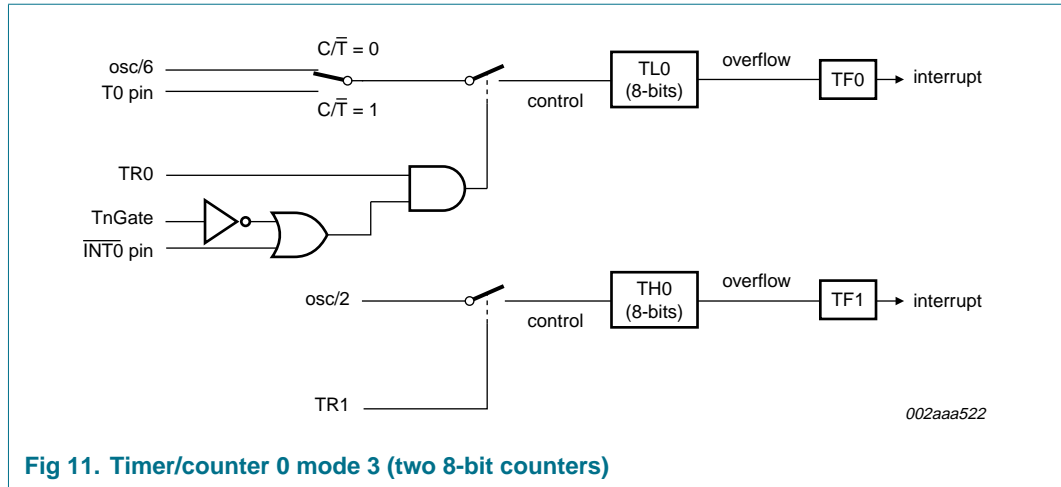 C/T̅ = 0
osc/6
T0 pin
C/T̅ = 1
TL0
(8-bits)
overflow
TF0
interrupt
control
TR0
TnGate
I̅N̅T̅0̅ pin
osc/2
TH0
(8-bits)
overflow
TF1
interrupt
control
TR1
002aaa522
Fig 11. Timer/counter 0 mode 3 (two 8-bit counters)